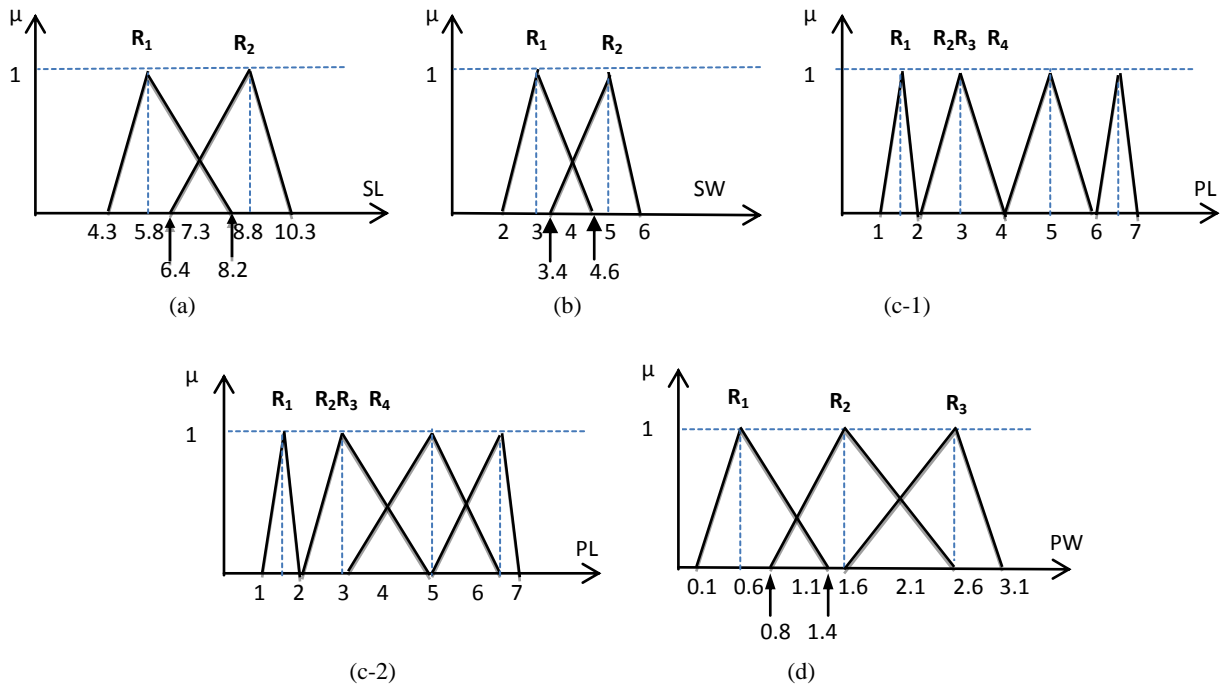 μ
R₁ R₂
1
SL
4.3 5.8 7.3 8.8 10.3
6.4 8.2
(a)
μ
R₁ R₂
1
SW
2 3 4 5 6
3.4 4.6
(b)
μ
R₁ R₂R₃ R₄
1
PL
1 2 3 4 5 6 7
(c-1)
μ
R₁ R₂R₃ R₄
1
PL
1 2 3 4 5 6 7
(c-2)
μ
R₁ R₂ R₃
1
PW
0.1 0.6 1.1 1.6 2.1 2.6 3.1
0.8 1.4
(d)